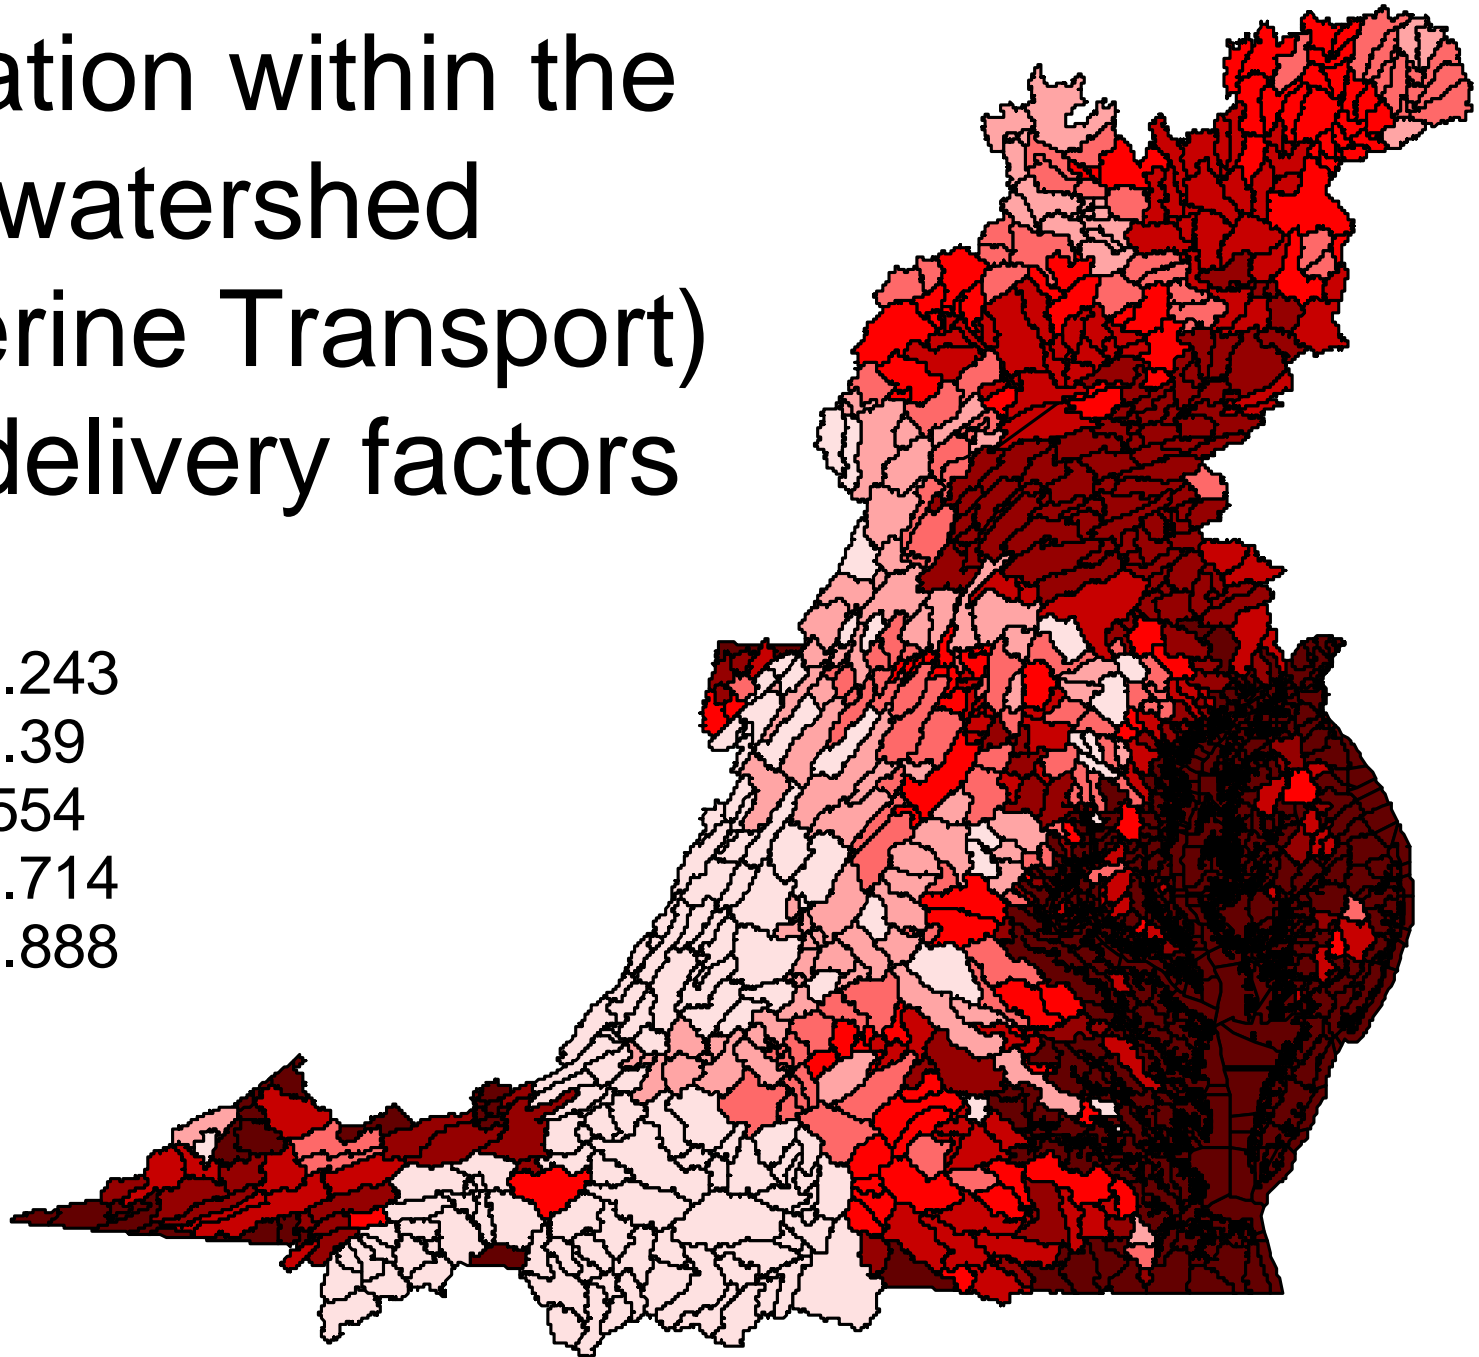 ation within the
watershed
erine Transport)
delivery factors
.243
.39
554
.714
.888